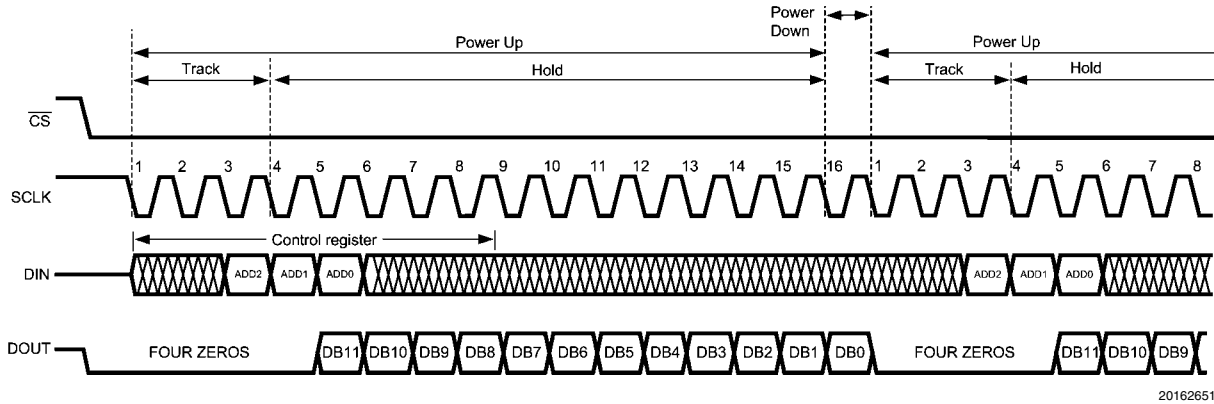 Power Down
Power Up
Power Up
Track
Hold
Track
Hold
CS
1 2 3 4 5 6 7 8 9 10 11 12 13 14 15 16 1 2 3 4 5 6 7 8
SCLK
Control register
DIN
ADD2 ADD1 ADD0 ADD2 ADD1 ADD0
DOUT
FOUR ZEROS DB11 DB10 DB9 DB8 DB7 DB6 DB5 DB4 DB3 DB2 DB1 DB0 FOUR ZEROS DB11 DB10 DB9
20162651